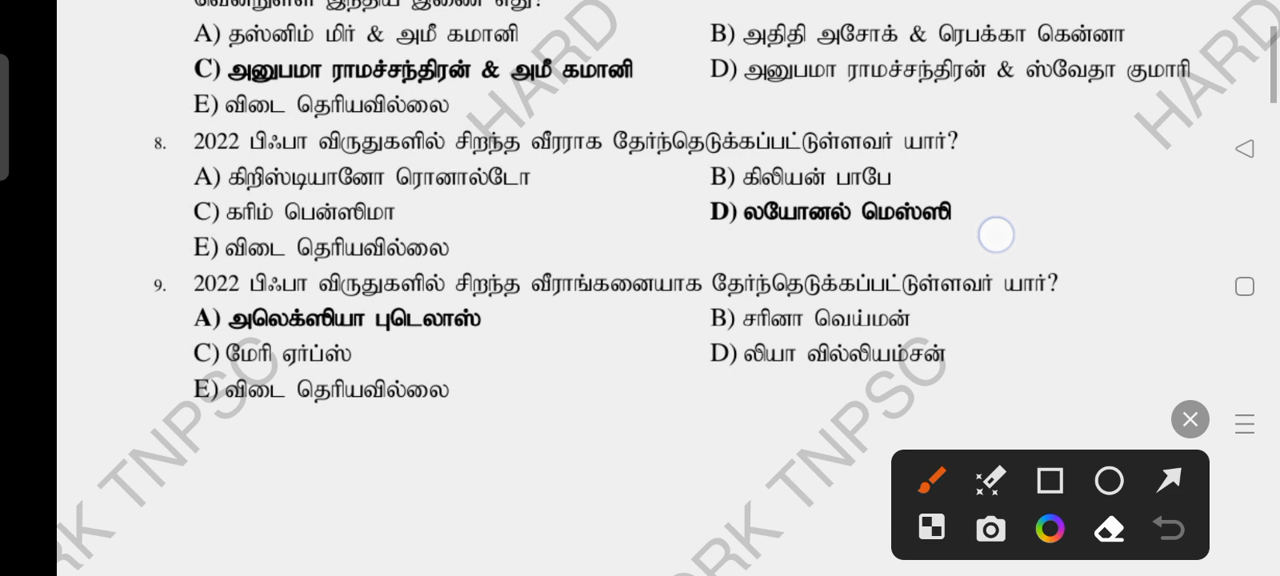 A) தஸ்னிம் மிர் & அமீ கமானி B) அதிதி அசோக் & ரெபக்கா கென்னா
C) அனுபமா ராமச்சந்திரன் & அமீ கமானி D) அனுபமா ராமச்சந்திரன் & ஸ்வேதா குமாரி
E) விடை தெரியவில்லை
8. 2022 பிஃபா விருதுகளில் சிறந்த வீரராக தேர்ந்தெடுக்கப்பட்டுள்ளவர் யார்?
A) கிறிஸ்டியானோ ரொனால்டோ B) கிலியன் பாபே
C) கரிம் பென்ஸிமா D) லயோனல் மெஸ்ஸி
E) விடை தெரியவில்லை
9. 2022 பிஃபா விருதுகளில் சிறந்த வீராங்கனையாக தேர்ந்தெடுக்கப்பட்டுள்ளவர் யார்?
A) அலெக்ஸியா புடெலாஸ் B) சரினா வெய்மன்
C) மேரி ஏர்ப்ஸ் D) லியா வில்லியம்சன்
E) விடை தெரியவில்லை
HARD
HARD
RK TNPSC
RK TNPSC